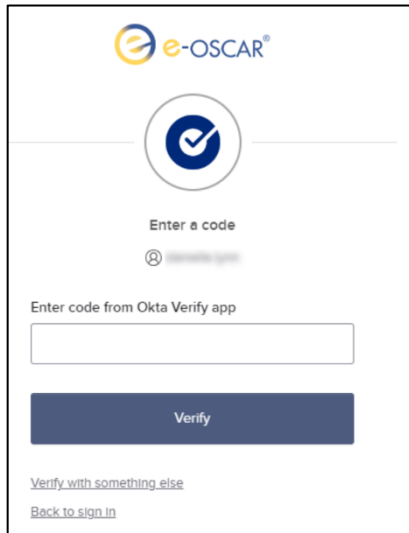 e-OSCAR®
Enter a code
Enter code from Okta Verify app
Verify
Verify with something else
Back to sign in